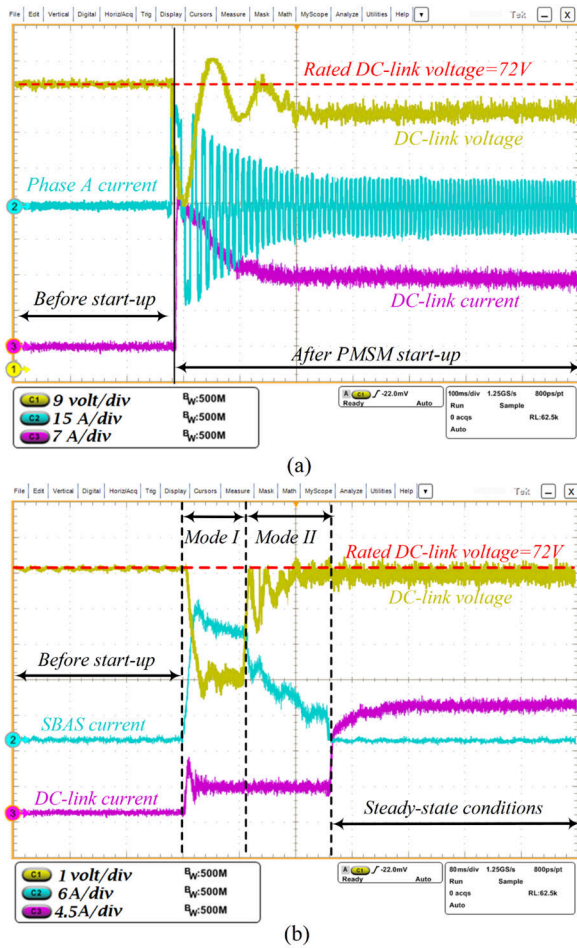 File Edit Vertical Digital Horiz/Acq Trig Display Cursors Measure Mask Math MyScope Analyze Utilities Help Tek X
Rated DC-link voltage=72V
DC-link voltage
Phase A current
2
DC-link current
Before start-up
3
After PMSM start-up
1
C1 9 volt/div BW:500M
C2 15 A/div BW:500M
C3 7 A/div BW:500M
A C1 -22.0mV
Ready Auto
100ms/div 1.25GS/s 800ps/pt
Run Sample
0 acqs RL:62.5k
Auto
(a)
File Edit Vertical Digital Horiz/Acq Trig Display Cursors Measure Mask Math MyScope Analyze Utilities Help Tek X
Mode I Mode II
Rated DC-link voltage=72V
DC-link voltage
Before start-up
SBAS current
2
DC-link current
Steady-state conditions
3
C1 1 volt/div BW:500M
C2 6 A/div BW:500M
C3 4.5A/div BW:500M
A C1 -22.0mV
Ready Auto
80ms/div 1.25GS/s 800ps/pt
Run Sample
0 acqs RL:62.5k
Auto
(b)